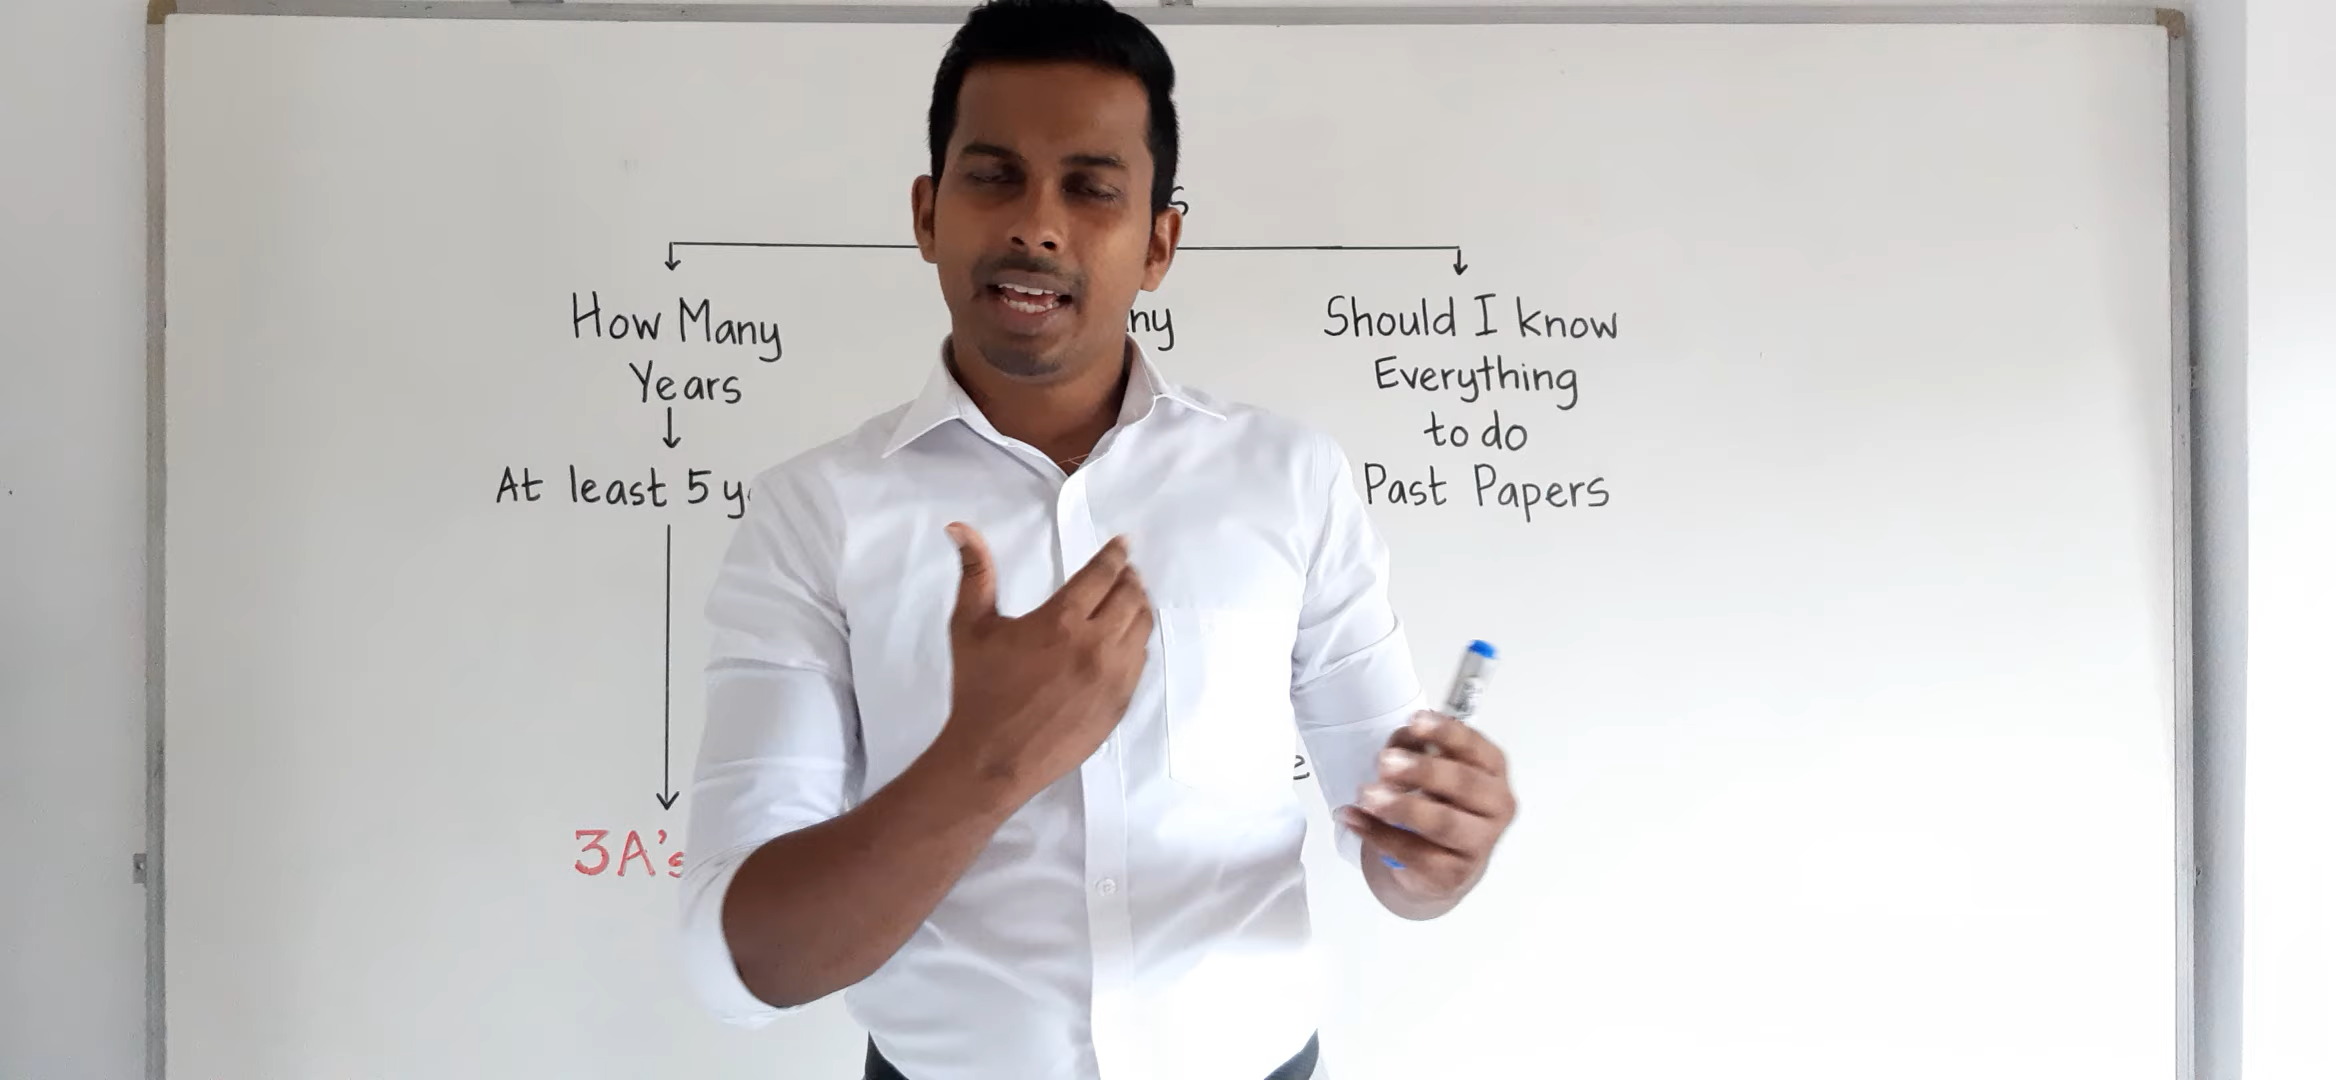 How Many
Years
At least 5
3A's
Should I know
Everything
to do
Past Papers